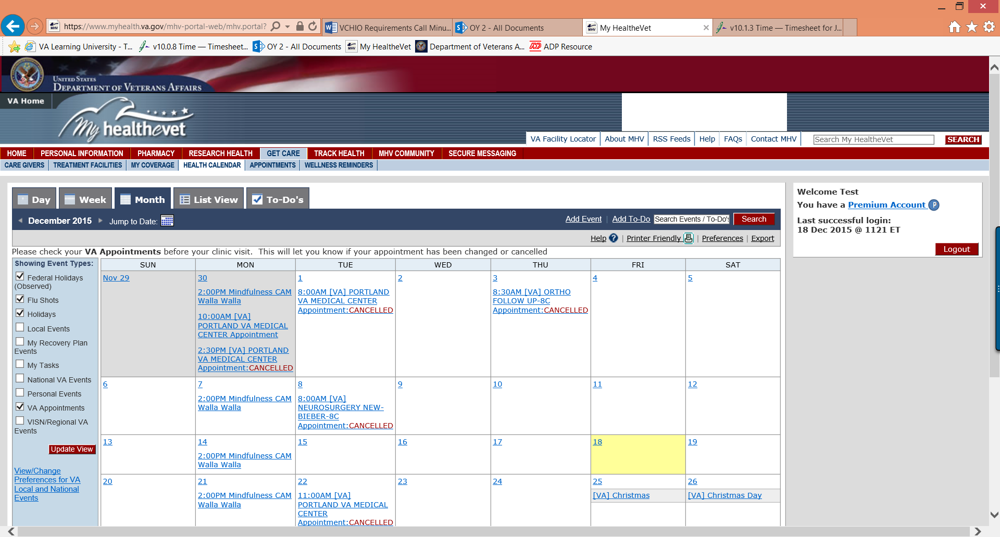 https://www.myhealth.va.gov/mhv-portal-web/mhv.portal?
VCHIO Requirements Call Minu...
OY 2 - All Documents
My HealtheVet
v10.1.3 Time — Timesheet for J...
VA Learning University - T...
v10.0.8 Time — Timesheet...
OY 2 - All Documents
My HealtheVet
Department of Veterans A...
ADP Resource
UNITED STATES
DEPARTMENT OF VETERANS AFFAIRS
VA Home
My healthevet
VA Facility Locator
About MHV
RSS Feeds
Help
FAQs
Contact MHV
Search My HealtheVet
SEARCH
HOME
PERSONAL INFORMATION
PHARMACY
RESEARCH HEALTH
GET CARE
TRACK HEALTH
MHV COMMUNITY
SECURE MESSAGING
CARE GIVERS
TREATMENT FACILITIES
MY COVERAGE
HEALTH CALENDAR
APPOINTMENTS
WELLNESS REMINDERS
Day
Week
Month
List View
To-Do's
December 2015
Jump to Date:
Add Event | Add To-Do
Search Events / To-Do's
Search
Help | Printer Friendly | Preferences | Export
Please check your VA Appointments before your clinic visit. This will let you know if your appointment has been changed or cancelled
Showing Event Types:
Federal Holidays
(Observed)
Flu Shots
Holidays
Local Events
My Recovery Plan
Events
My Tasks
National VA Events
Personal Events
VA Appointments
VISN/Regional VA
Events
Update View
View/Change
Preferences for VA
Local and National
Events
SUN
MON
TUE
WED
THU
FRI
SAT
Nov 29
30
2:00PM Mindfulness CAM
Walla Walla
10:00AM [VA]
PORTLAND VA MEDICAL
CENTER Appointment
2:30PM [VA] PORTLAND
VA MEDICAL CENTER
Appointment:CANCELLED
1
8:00AM [VA] PORTLAND
VA MEDICAL CENTER
Appointment:CANCELLED
2
3
8:30AM [VA] ORTHO
FOLLOW UP-8C
Appointment:CANCELLED
4
5
6
7
2:00PM Mindfulness CAM
Walla Walla
8
8:00AM [VA]
NEUROSURGERY NEW-
BIEBER-8C
Appointment:CANCELLED
9
10
11
12
13
14
2:00PM Mindfulness CAM
Walla Walla
15
16
17
18
19
20
21
2:00PM Mindfulness CAM
Walla Walla
22
11:00AM [VA]
PORTLAND VA MEDICAL
CENTER
Appointment:CANCELLED
23
24
25
[VA] Christmas
26
[VA] Christmas Day
Welcome Test
You have a Premium Account P
Last successful login:
18 Dec 2015 @ 1121 ET
Logout